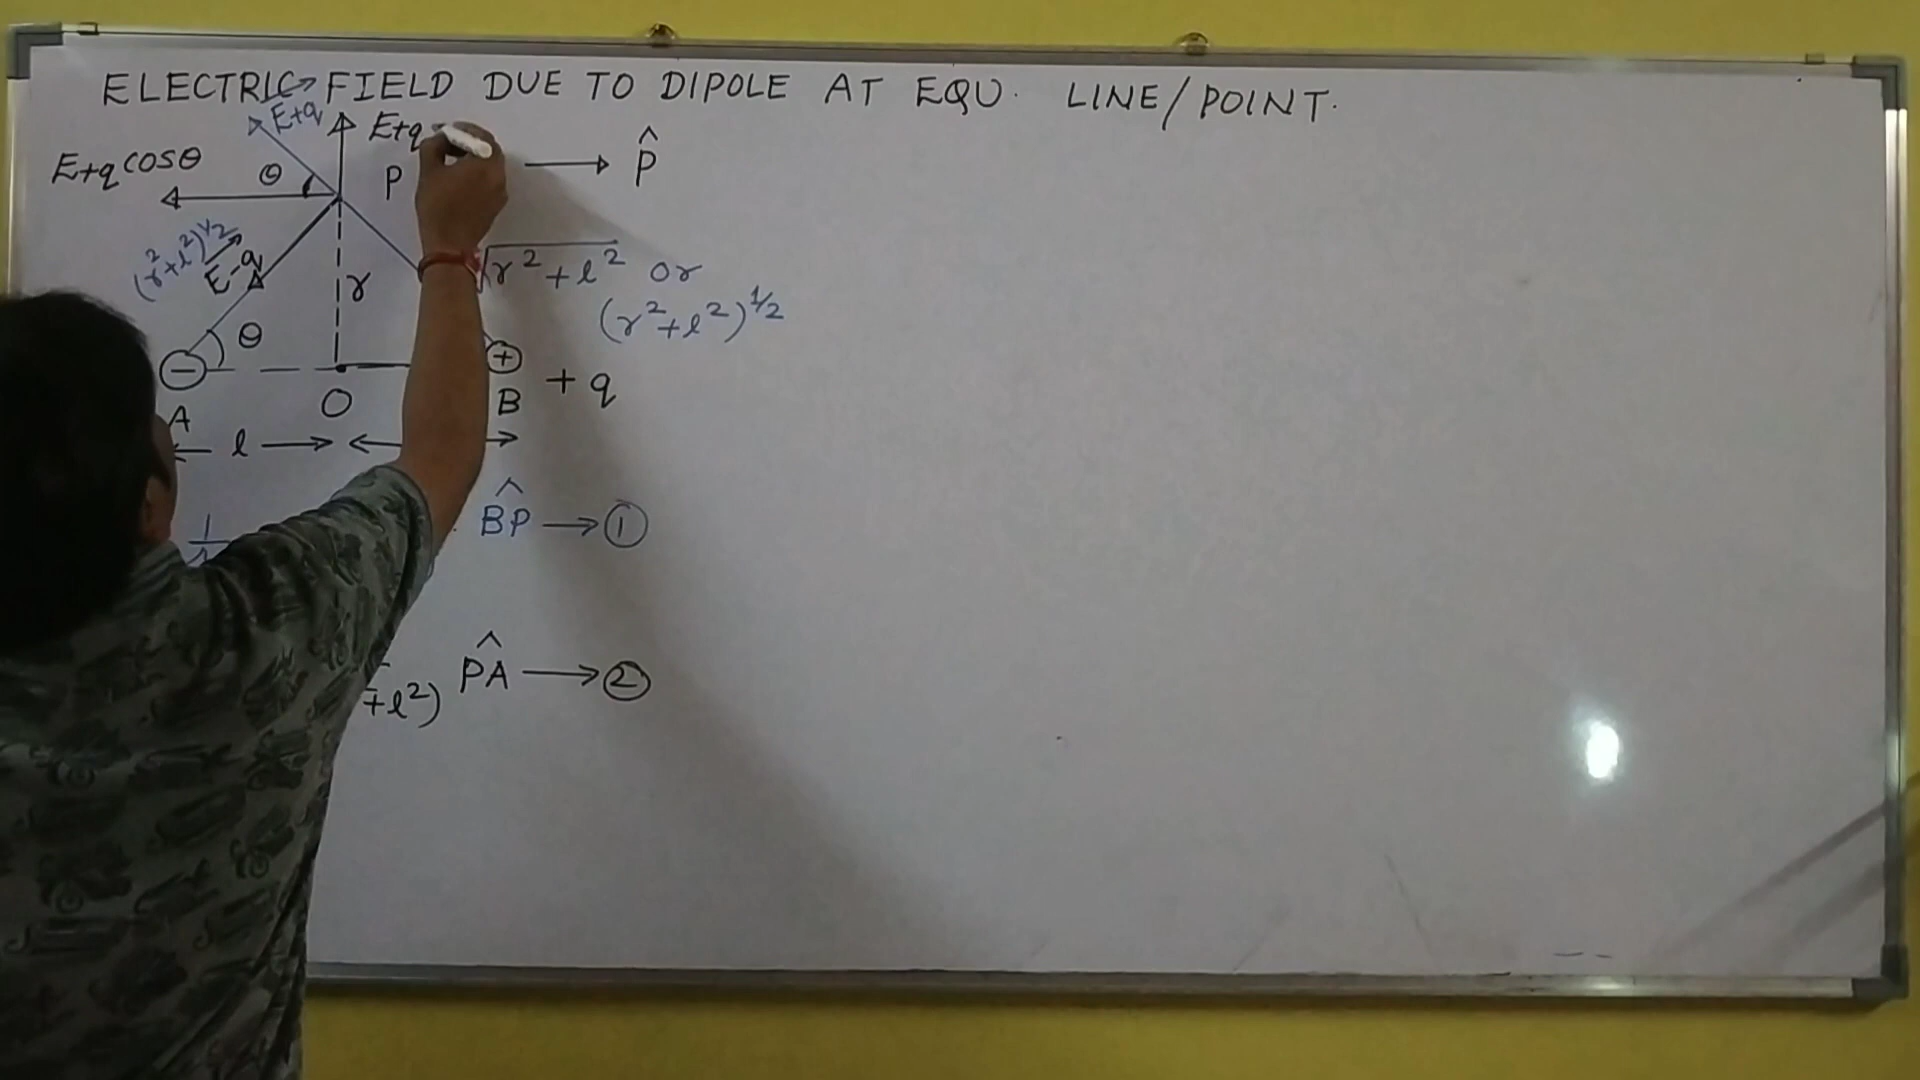 ELECTRIC FIELD DUE TO DIPOLE AT EQU. LINE/POINT.
E+q
E+q
E+q cosθ
θ
P
P̂
(r²+l²)^1/2
E-q
r
√r²+l² or
(r²+l²)^1/2
θ
−
+
+q
A
O
B
l
1
B̂P → ①
+l²)
P̂A → ②